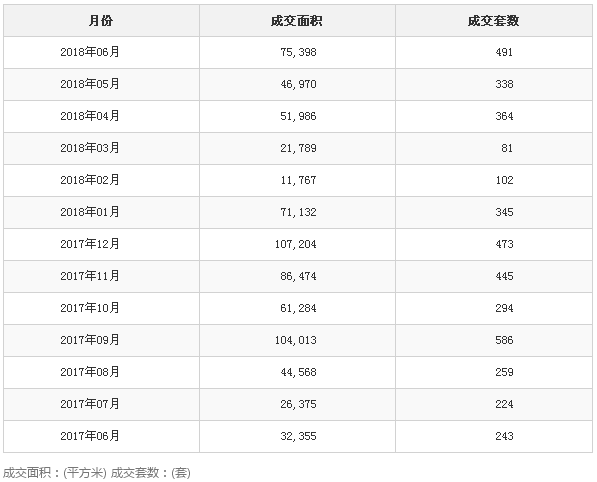 月份 成交面积 成交套数
2018年06月 75,398 491
2018年05月 46,970 338
2018年04月 51,986 364
2018年03月 21,789 81
2018年02月 11,767 102
2018年01月 71,132 345
2017年12月 107,204 473
2017年11月 86,474 445
2017年10月 61,284 294
2017年09月 104,013 586
2017年08月 44,568 259
2017年07月 26,375 224
2017年06月 32,355 243
成交面积：(平方米) 成交套数：(套)